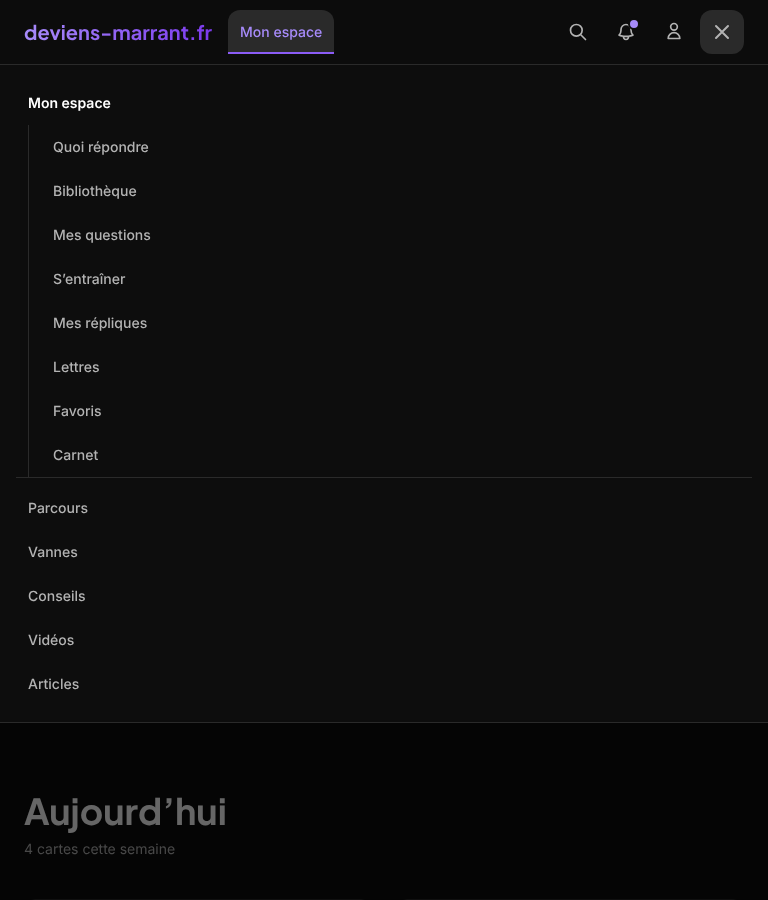 deviens-marrant.fr
Mon espace
Mon espace
Quoi répondre
Bibliothèque
Mes questions
S’entraîner
Mes répliques
Lettres
Favoris
Carnet
Parcours
Vannes
Conseils
Vidéos
Articles
Aujourd’hui
4 cartes cette semaine